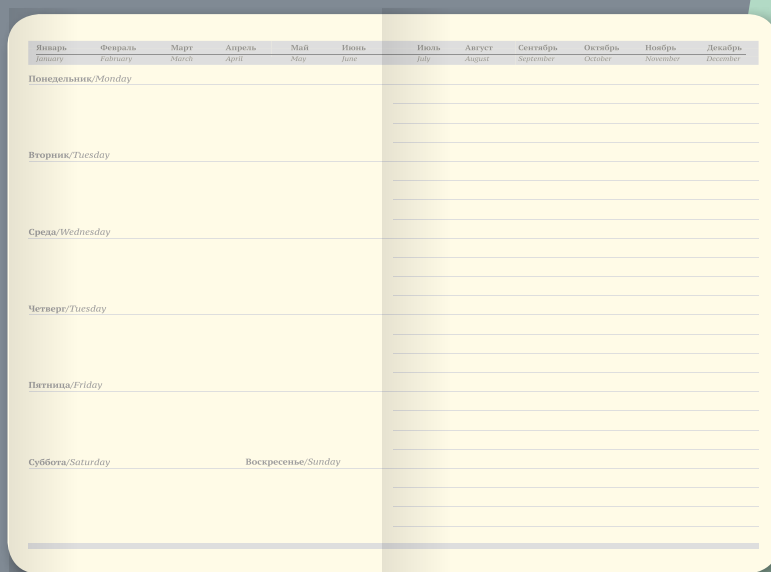 Январь Февраль Март Апрель Май Июнь Июль Август Сентябрь Октябрь Ноябрь Декабрь
January Fabruary March April May June July August September October November December
Понедельник/Monday
Вторник/Tuesday
Среда/Wednesday
Четверг/Tuesday
Пятница/Friday
Суббота/Saturday Воскресенье/Sunday